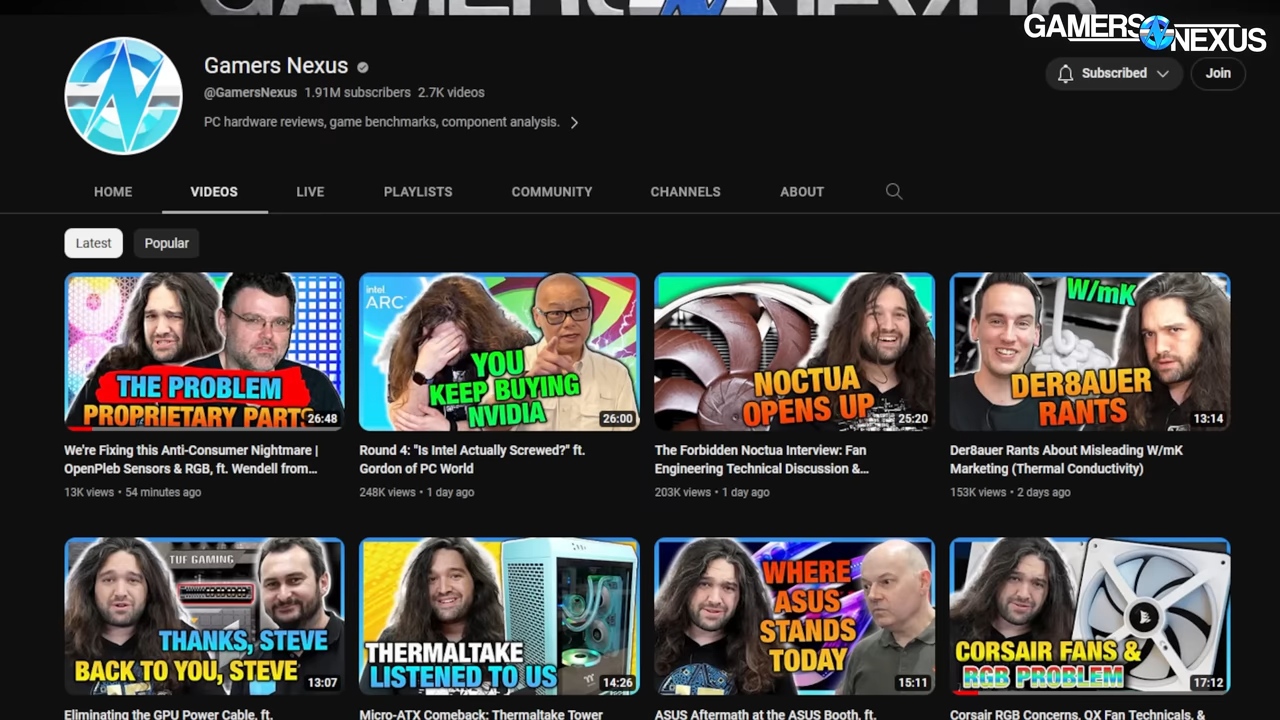 GAMERS NEXUS
GAMERS NEXUS
Gamers Nexus
Subscribed
Join
@GamersNexus 1.91M subscribers 2.7K videos
PC hardware reviews, game benchmarks, component analysis.
HOME
VIDEOS
LIVE
PLAYLISTS
COMMUNITY
CHANNELS
ABOUT
Latest
Popular
THE PROBLEM
PROPRIETARY PARTS
26:48
intel
ARC
YOU
KEEP BUYING
NVIDIA
26:00
NOCTUA
OPENS UP
25:20
W/mK
DER8AUER
RANTS
13:14
We're Fixing this Anti-Consumer Nightmare |
OpenPleb Sensors & RGB, ft. Wendell from...
13K views • 54 minutes ago
Round 4: "Is Intel Actually Screwed?" ft.
Gordon of PC World
248K views • 1 day ago
The Forbidden Noctua Interview: Fan
Engineering Technical Discussion &...
203K views • 1 day ago
Der8auer Rants About Misleading W/mK
Marketing (Thermal Conductivity)
153K views • 2 days ago
TUF GAMING
THANKS, STEVE
BACK TO YOU, STEVE
13:07
THERMALTAKE
LISTENED TO US
14:26
WHERE
ASUS
STANDS
TODAY
15:11
CORSAIR FANS &
RGB PROBLEM
17:12
Eliminating the GPU Power Cable, ft.
Micro-ATX Comeback: Thermaltake Tower
ASUS Aftermath at the ASUS Booth, ft.
Corsair RGB Concerns, QX Fan Technicals, &